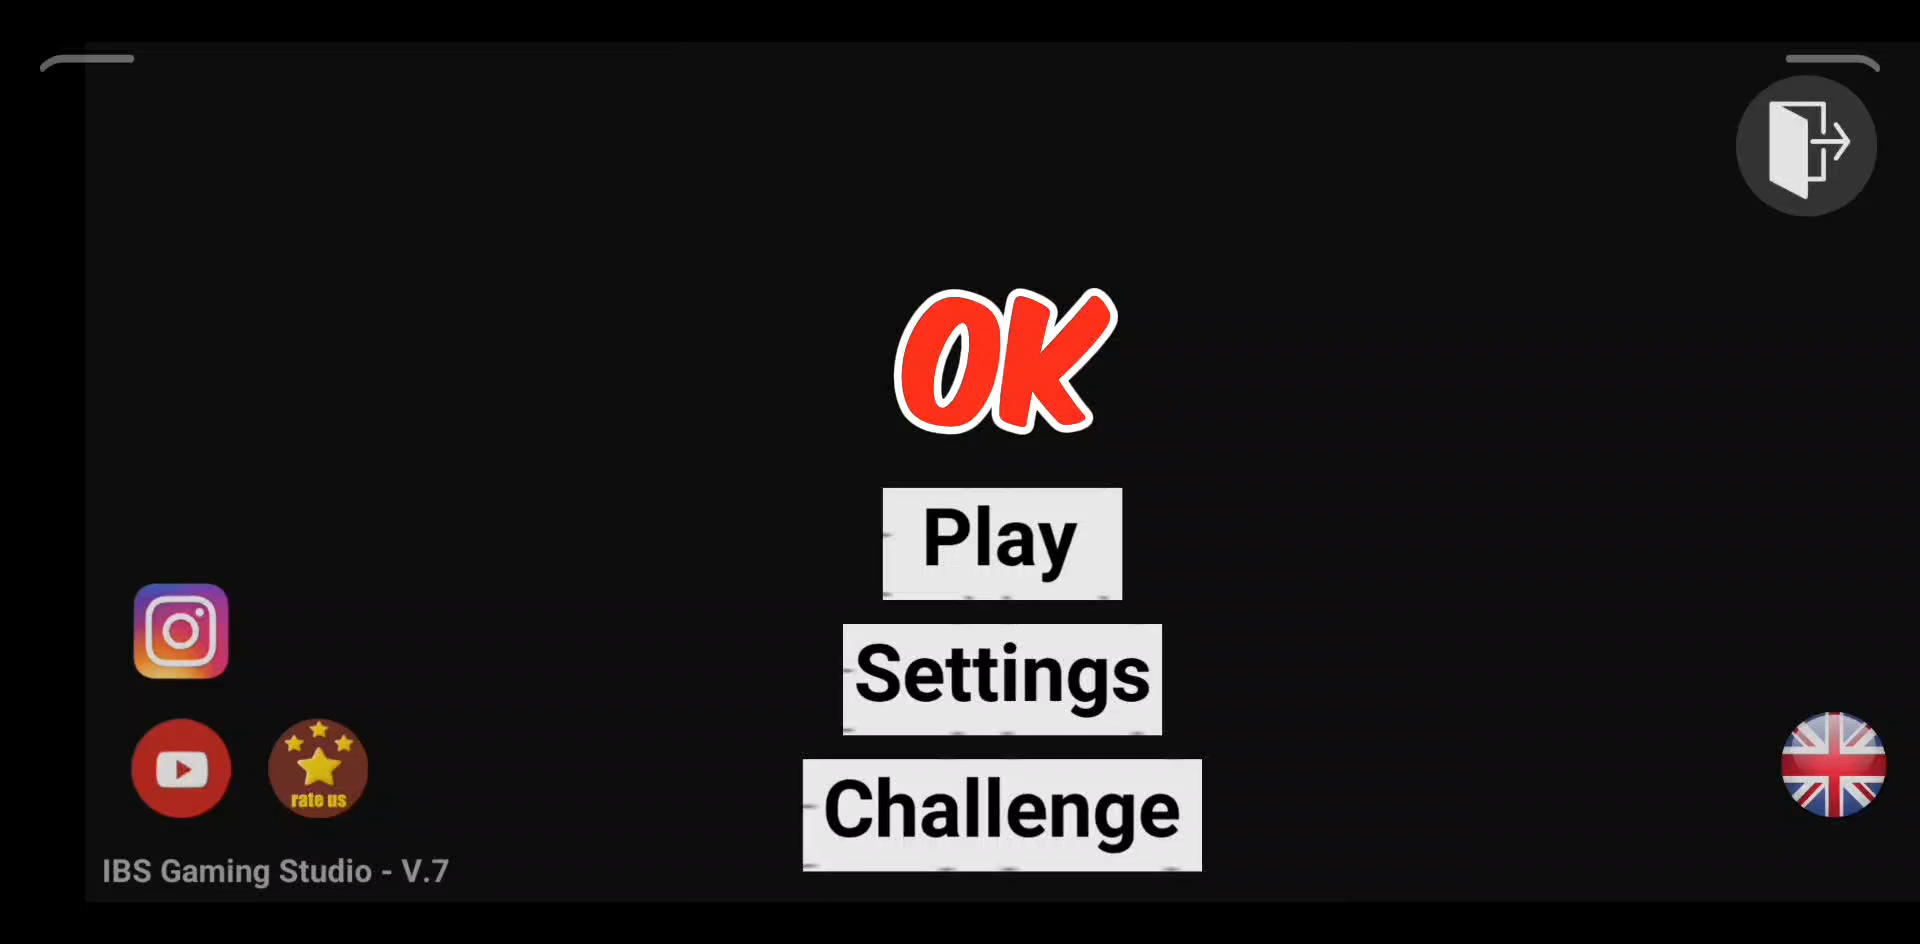 OK
Play
Settings
Challenge
rate us
IBS Gaming Studio - V.7